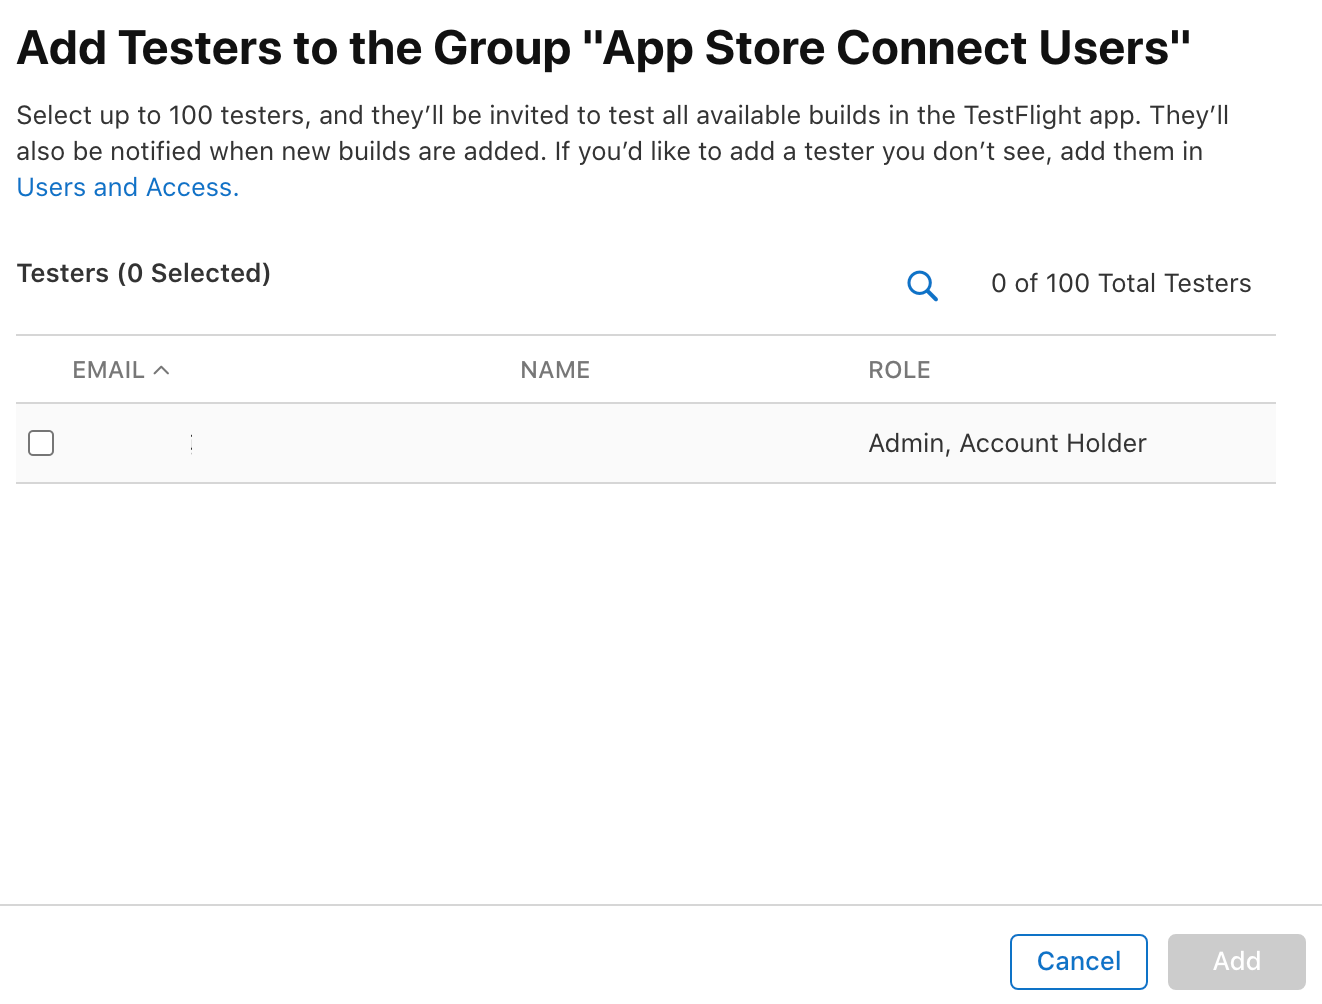 Add Testers to the Group "App Store Connect Users"
Select up to 100 testers, and they’ll be invited to test all available builds in the TestFlight app. They’ll
also be notified when new builds are added. If you’d like to add a tester you don’t see, add them in
Users and Access.
Testers (0 Selected)
0 of 100 Total Testers
EMAIL NAME ROLE
Admin, Account Holder
Cancel Add